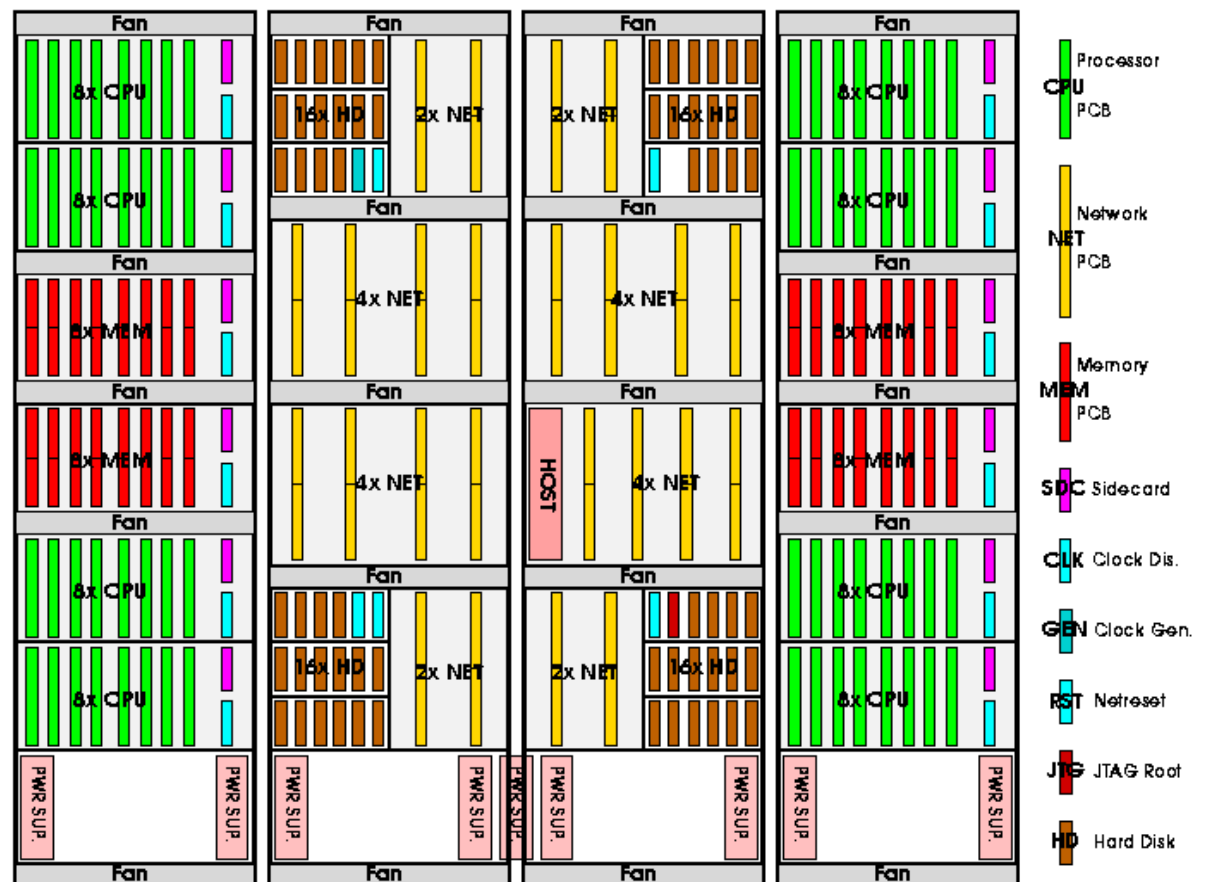 Fan Fan Fan Fan
8x CPU 16x HD 2x NET 2x NET 16x HD 8x CPU
8x CPU 8x CPU
Fan Fan
4x NET 4x NET
Fan Fan
8x MEM 8x MEM
Fan Fan Fan Fan
8x MEM 4x NET HOST 4x NET 8x MEM
Fan Fan
8x CPU 8x CPU
Fan Fan
16x HD 2x NET 2x NET 16x HD
8x CPU 8x CPU
PWR SUP. PWR SUP. PWR SUP. PWR SUP. PWR SUP. PWR SUP. PWR SUP. PWR SUP. PWR SUP.
Fan Fan Fan Fan
Processor
CPU
PCB
Network
NET
PCB
Memory
MEM
PCB
SDC Sidecard
CLK Clock Dis.
GEN Clock Gen.
RST Netreset
JTG JTAG Root
HD Hard Disk